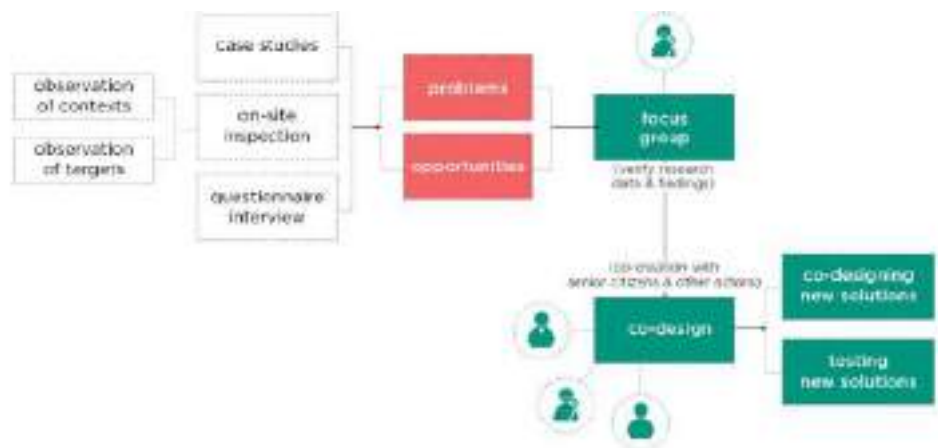 case studies
observation
of contexts
on-site
inspection
observation
of targets
questionnaire
interview
problems
opportunities
focus
group
(verify research
data & findings)
(co-creation with
senior citizens & other actors)
co-design
co-designing
new solutions
testing
new solutions